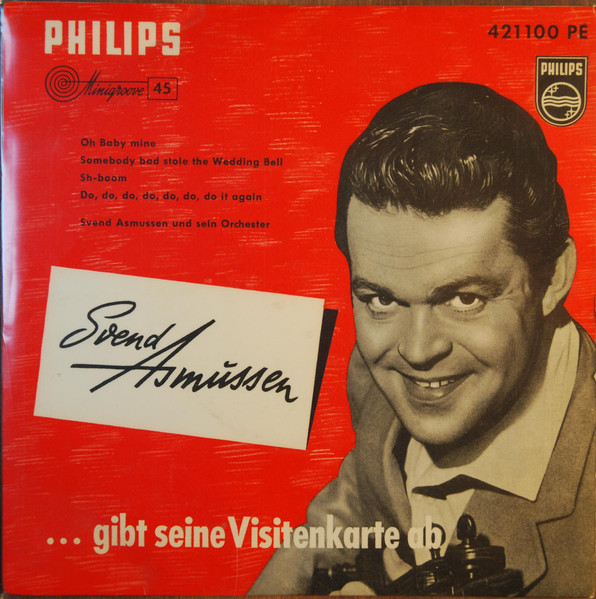 PHILIPS
421100 PE
Minigroove 45
PHILIPS
Oh Baby mine
Somebody bad stole the Wedding Bell
Sh-boom
Do, do, do, do, do, do, do it again
Svend Asmussen und sein Orchester
Svend
Asmussen
... gibt seine Visitenkarte ab